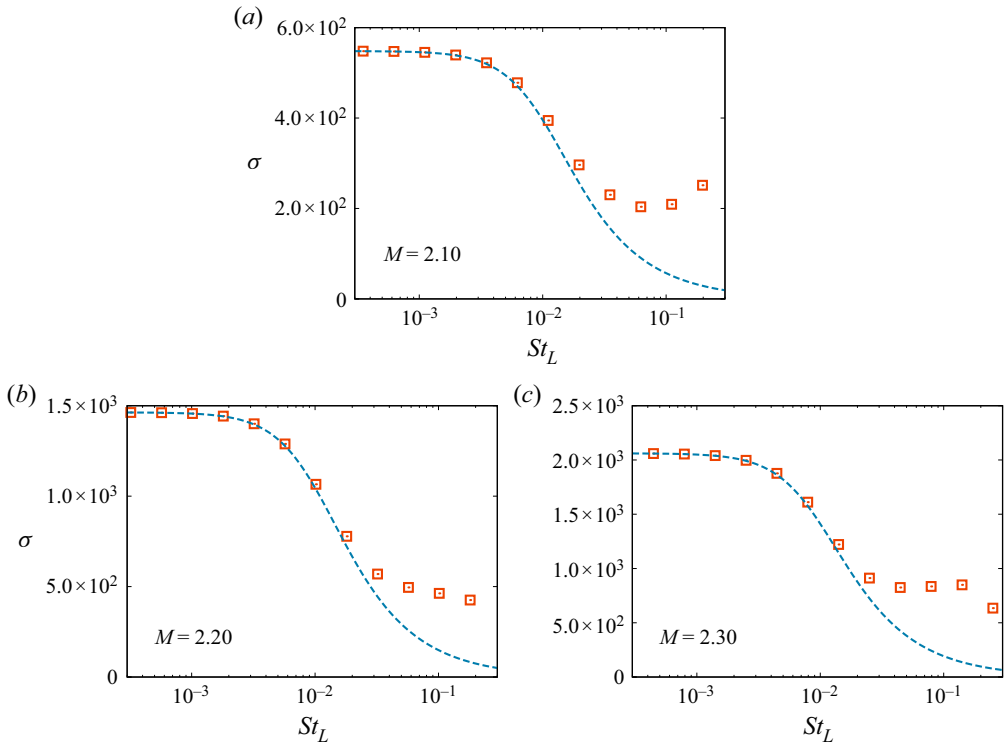 (a)
6.0 × 10²
4.0 × 10²
σ
2.0 × 10²
M = 2.10
0
10⁻³ 10⁻² 10⁻¹
St_L
(b) (c)
1.5 × 10³
1.0 × 10³
σ
5.0 × 10²
M = 2.20
0
10⁻³ 10⁻² 10⁻¹
St_L
2.5 × 10³
2.0 × 10³
1.5 × 10³
1.0 × 10³
5.0 × 10²
M = 2.30
0
10⁻³ 10⁻² 10⁻¹
St_L